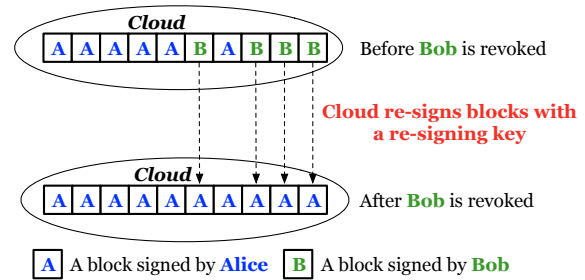 Cloud
A A A A A B A B B B
Before Bob is revoked
Cloud re-signs blocks with
a re-signing key
Cloud
A A A A A A A A A A
After Bob is revoked
A A block signed by Alice B A block signed by Bob